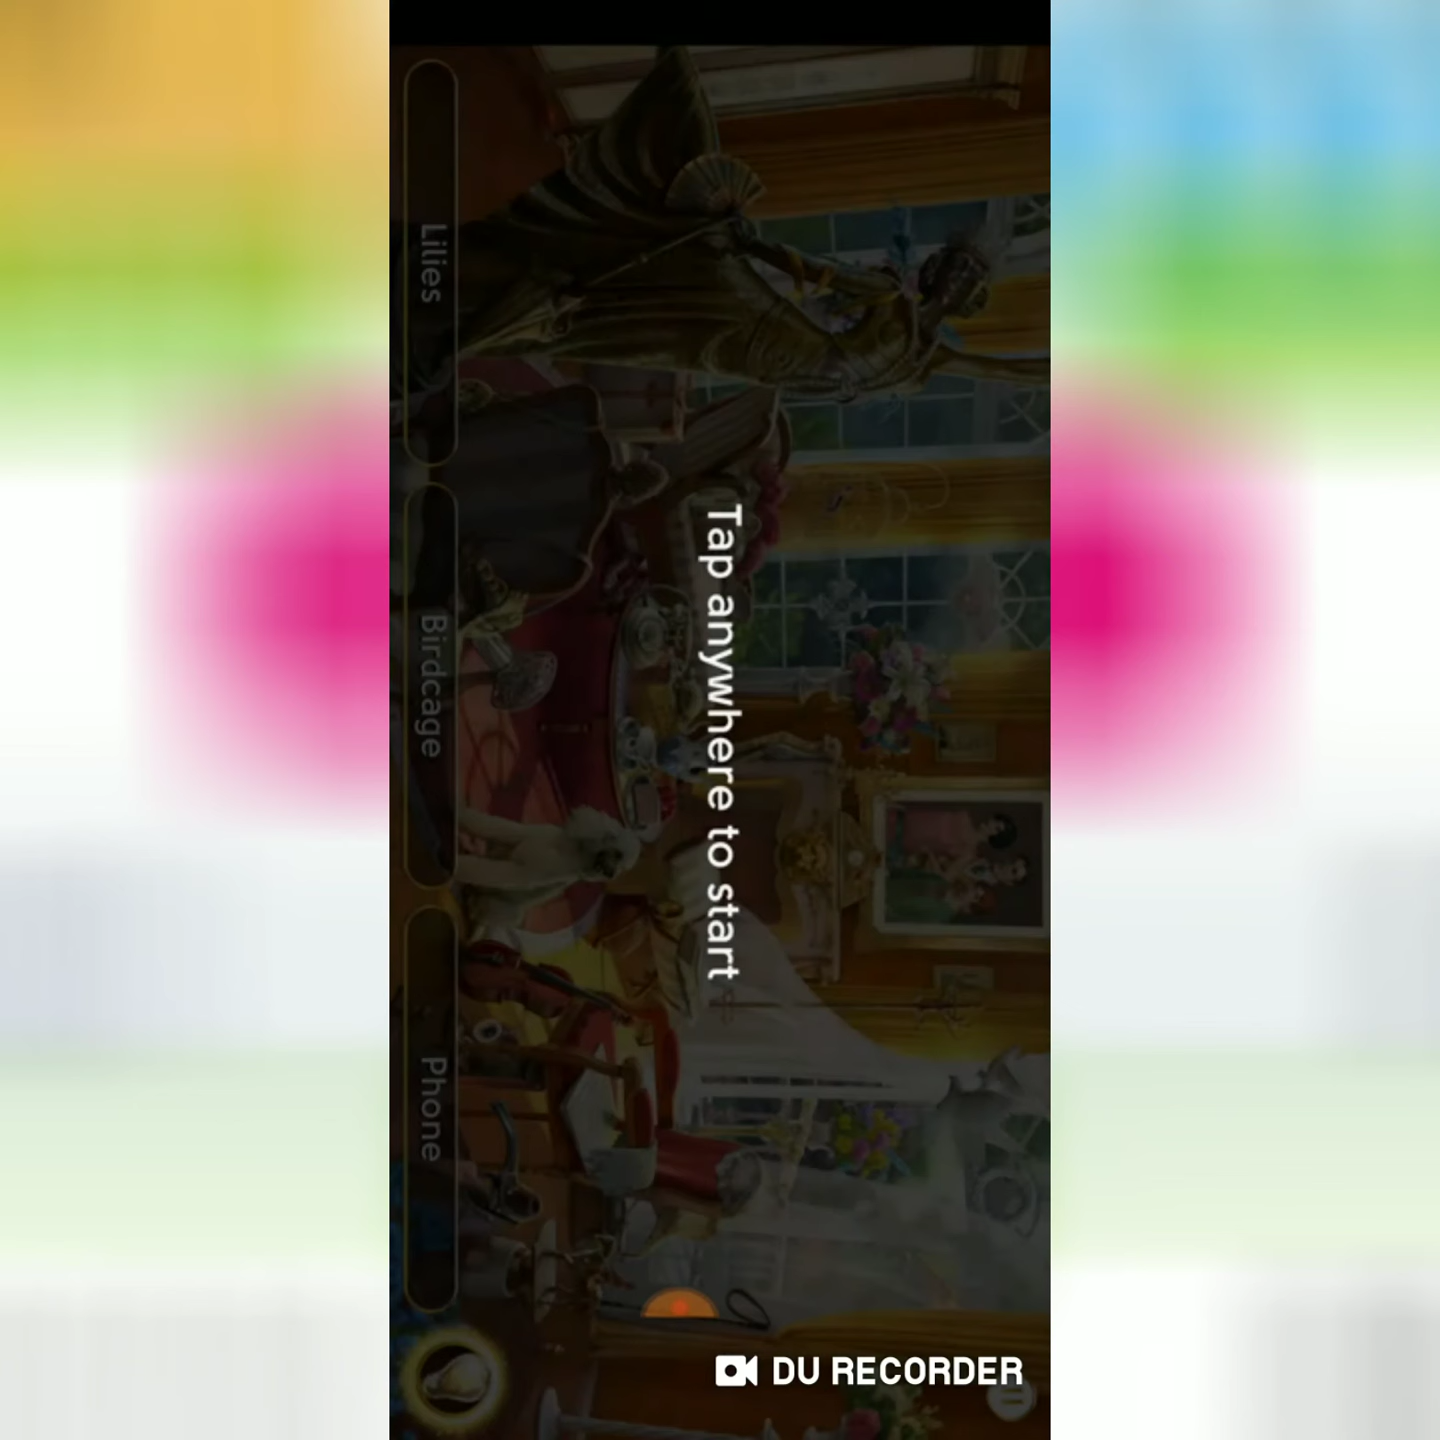 Tap anywhere to start
Lilies
Birdcage
Phone
DU RECORDER